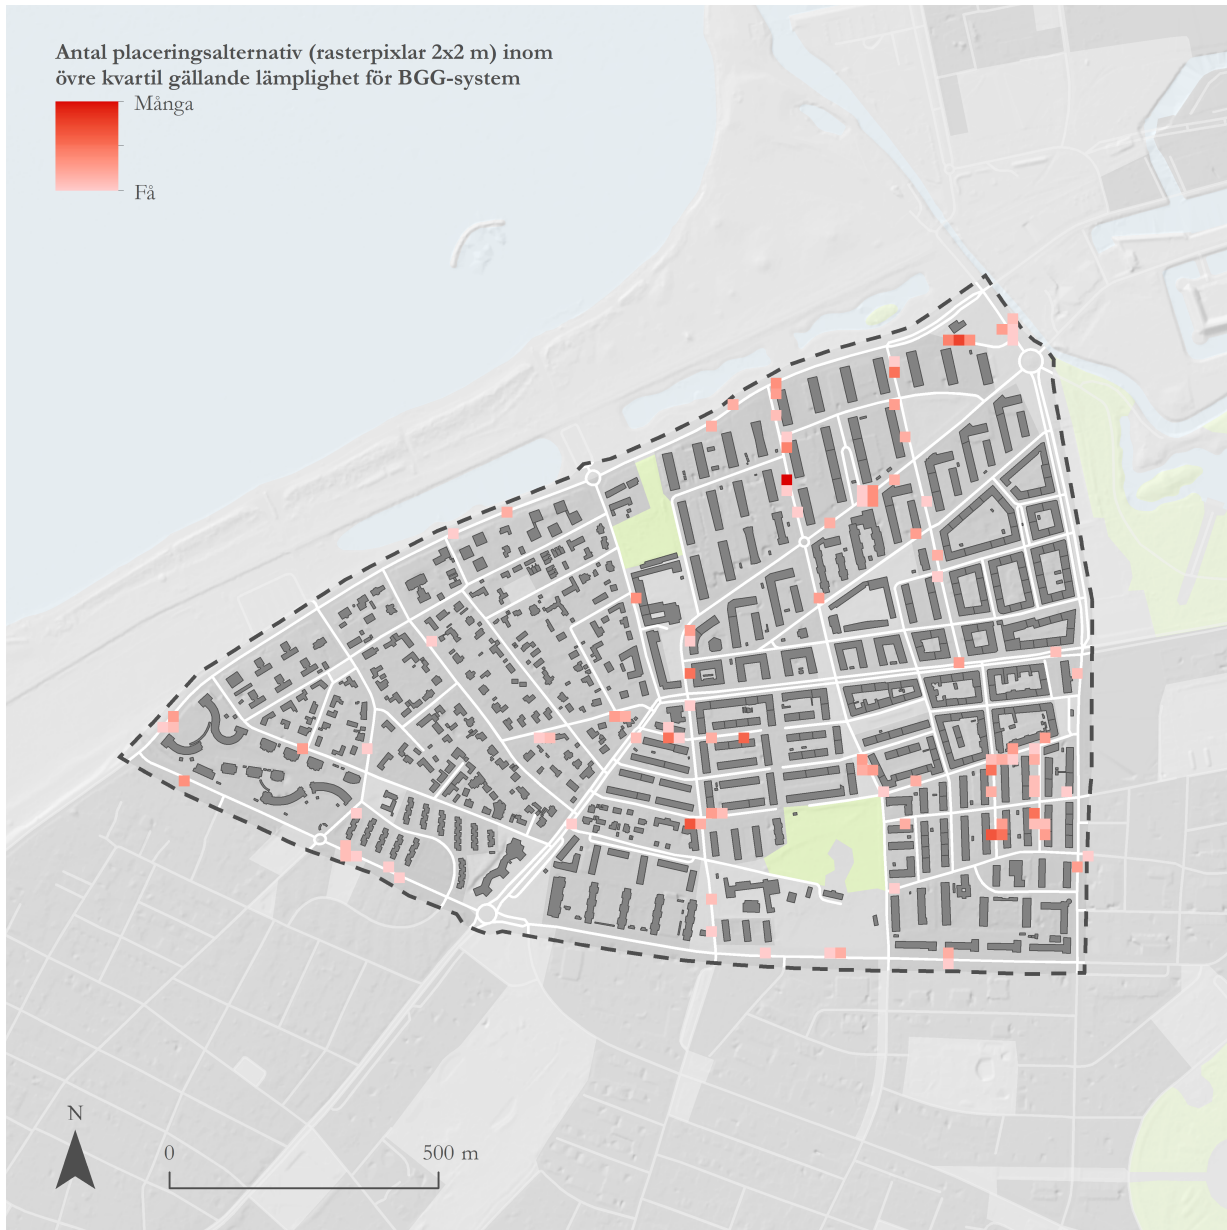 Antal placeringsalternativ (rasterpixlar 2x2 m) inom
övre kvartil gällande lämplighet för BGG-system
Många
Få
N
0
500 m